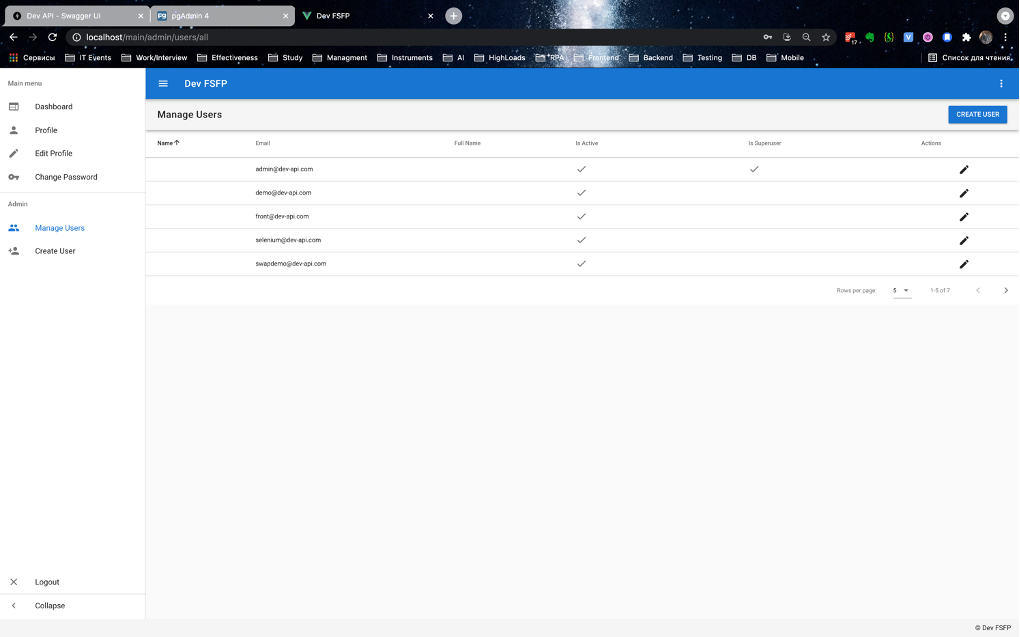 Dev API - Swagger UI
pgAdmin 4
Dev FSFP
localhost/main/admin/users/all
Сервисы IT Events Work/Interview Effectiveness Study Managment Instruments AI HighLoads RPA Frontend Backend Testing DB Mobile Список для чтения
Main menu
Dashboard
Profile
Edit Profile
Change Password
Admin
Manage Users
Create User
Logout
Collapse
Dev FSFP
Manage Users
CREATE USER
Name Email Full Name Is Active Is Superuser Actions
admin@dev-api.com
demo@dev-api.com
front@dev-api.com
selenium@dev-api.com
swapdemo@dev-api.com
Rows per page: 5 1-5 of 7
© Dev FSFP